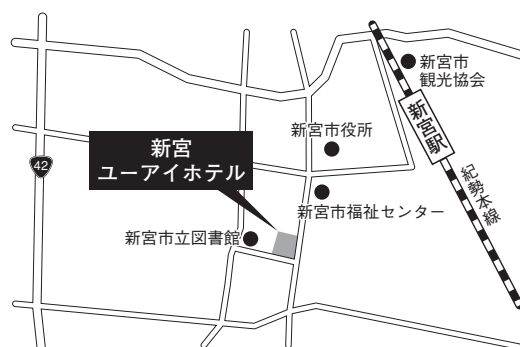 新宮市
観光協会
新宮駅
新宮市役所
新宮
ユーアイホテル
42
紀勢本線
新宮市福祉センター
新宮市立図書館